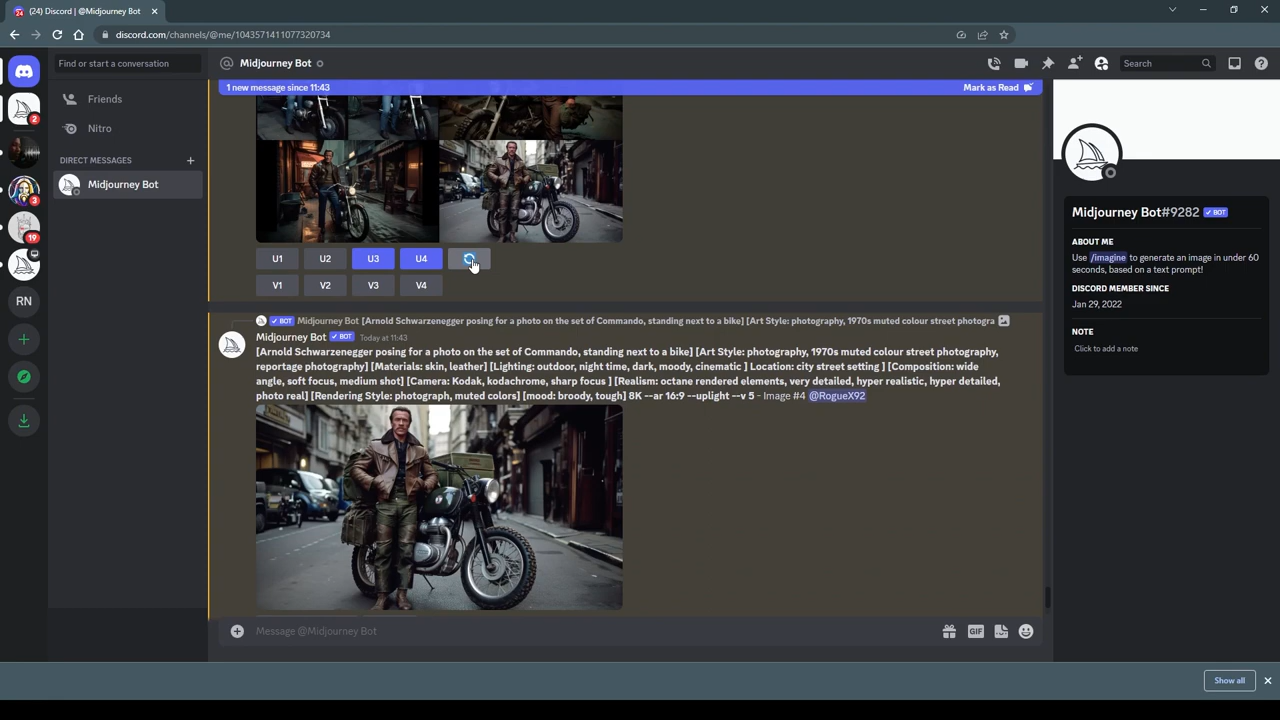 (24) Discord | @Midjourney Bot
24
discord.com/channels/@me/1043571411077320734
Find or start a conversation
@ Midjourney Bot
Search
1 new message since 11:43
Mark as Read
Friends
Nitro
DIRECT MESSAGES
Midjourney Bot
2
3
19
RN
U1 U2 U3 U4
V1 V2 V3 V4
BOT Midjourney Bot [Arnold Schwarzenegger posing for a photo on the set of Commando, standing next to a bike] [Art Style: photography, 1970s muted colour street photogra
Midjourney Bot BOT Today at 11:43
[Arnold Schwarzenegger posing for a photo on the set of Commando, standing next to a bike] [Art Style: photography, 1970s muted colour street photography,
reportage photography] [Materials: skin, leather] [Lighting: outdoor, night time, dark, moody, cinematic ] Location: city street setting ] [Composition: wide
angle, soft focus, medium shot] [Camera: Kodak, kodachrome, sharp focus ] [Realism: octane rendered elements, very detailed, hyper realistic, hyper detailed,
photo real] [Rendering Style: photograph, muted colors] [mood: broody, tough] 8K --ar 16:9 --uplight --v 5 - Image #4 @RogueX92
Message @Midjourney Bot
GIF
Midjourney Bot#9282 BOT
ABOUT ME
Use /imagine to generate an image in under 60
seconds, based on a text prompt!
DISCORD MEMBER SINCE
Jan 29, 2022
NOTE
Click to add a note
Show all